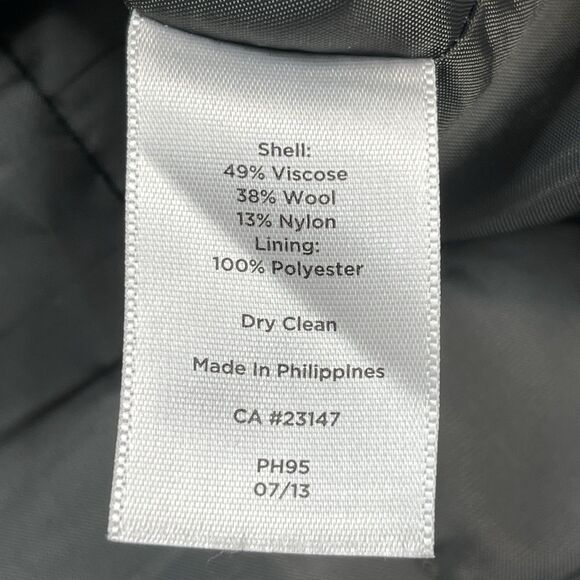 Shell:
49% Viscose
38% Wool
13% Nylon
Lining:
100% Polyester
Dry Clean
Made In Philippines
CA #23147
PH95
07/13